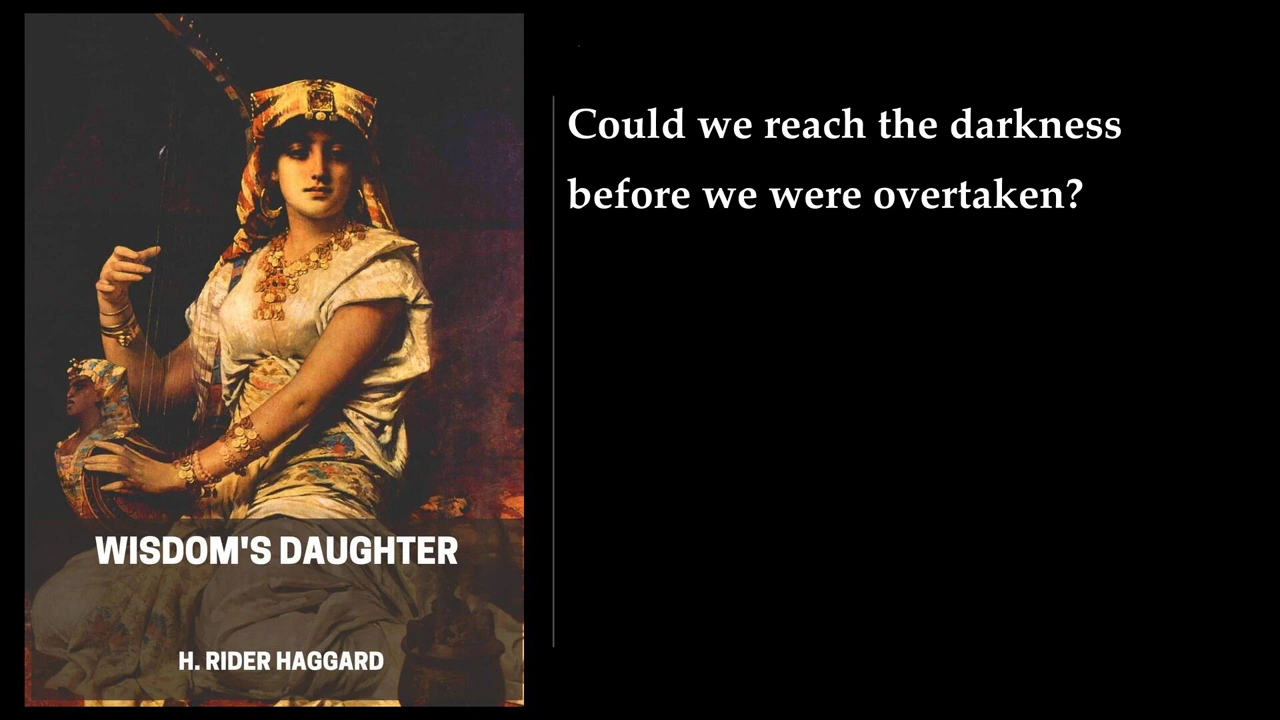 WISDOM'S DAUGHTER
H. RIDER HAGGARD
Could we reach the darkness
before we were overtaken?